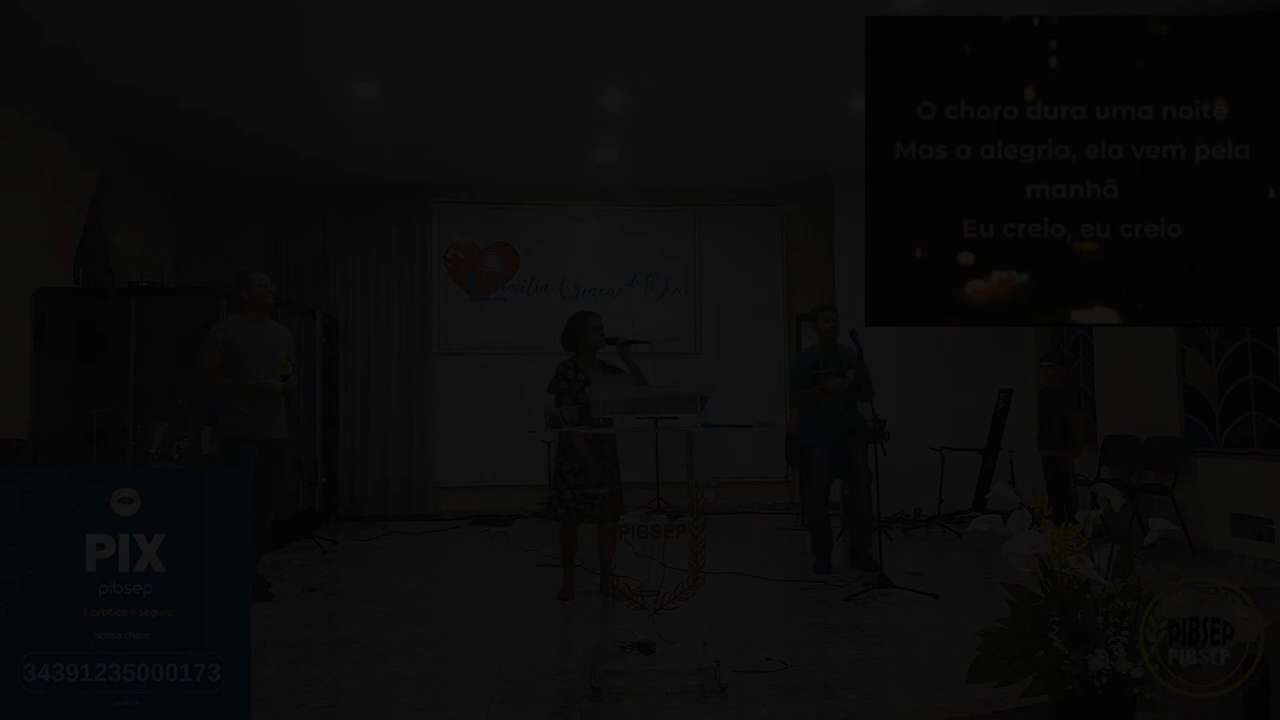 O choro dura uma noite
Mas a alegria, ela vem pela
manhã
Eu creio, eu creio
Família
PIBSEP
PIX
pibsep
É prático e seguro
Nossa chave
34391235000173
PIBSEP
PIBSEP